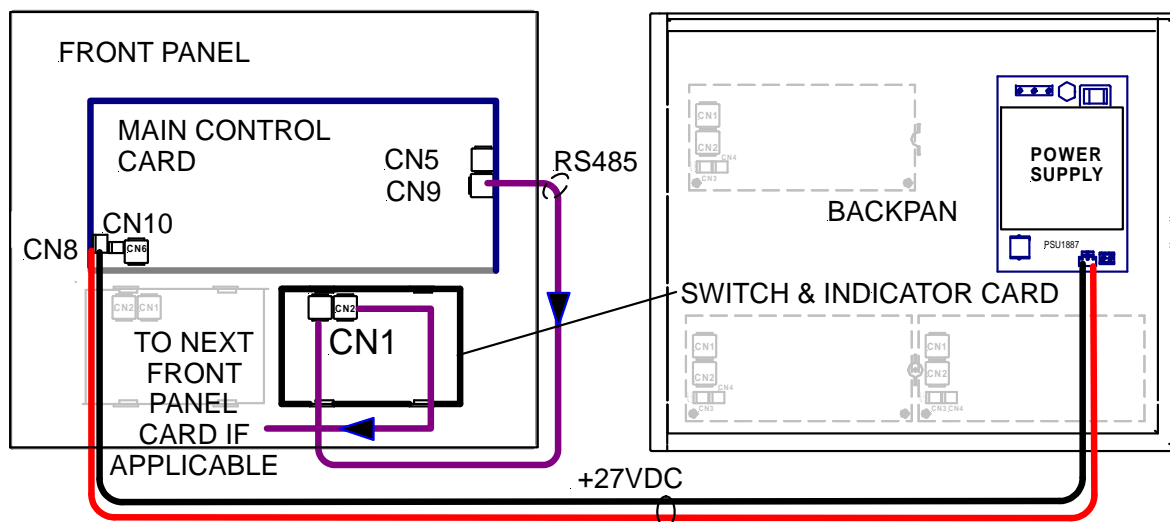 FRONT PANEL
MAIN CONTROL
CARD
CN5
CN9
RS485
CN10
CN8
CN6
CN2
CN1
TO NEXT
FRONT
PANEL
CARD IF
APPLICABLE
CN2
CN1
SWITCH & INDICATOR CARD
+27VDC
CN1
CN2
CN4
CN3
BACKPAN
POWER
SUPPLY
PSU1887
CN1
CN2
CN4
CN3
CN1
CN2
CN3 CN4